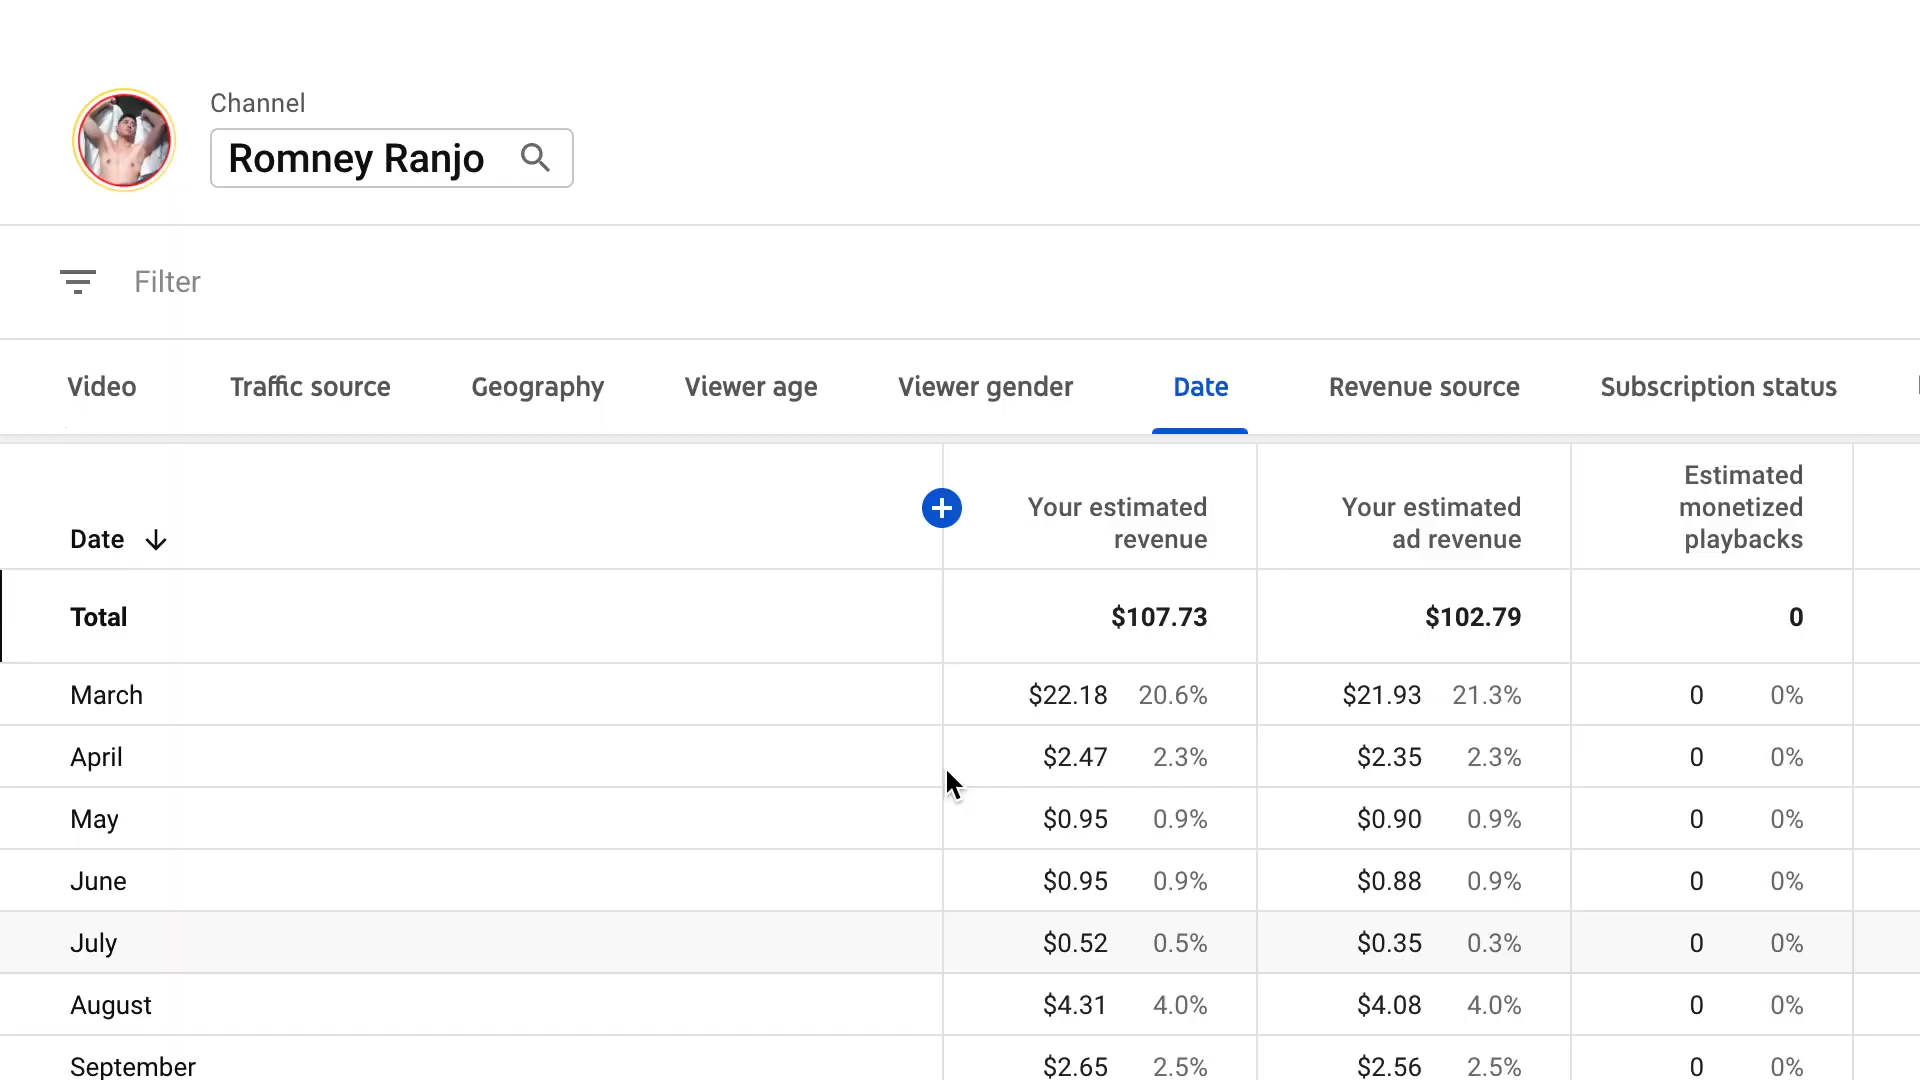 Channel
Romney Ranjo
Filter
Video Traffic source Geography Viewer age Viewer gender Date Revenue source Subscription status
Date
Your estimated
revenue
Your estimated
ad revenue
Estimated
monetized
playbacks
Total $107.73 $102.79 0
March $22.18 20.6% $21.93 21.3% 0 0%
April $2.47 2.3% $2.35 2.3% 0 0%
May $0.95 0.9% $0.90 0.9% 0 0%
June $0.95 0.9% $0.88 0.9% 0 0%
July $0.52 0.5% $0.35 0.3% 0 0%
August $4.31 4.0% $4.08 4.0% 0 0%
September $2.65 2.5% $2.56 2.5% 0 0%